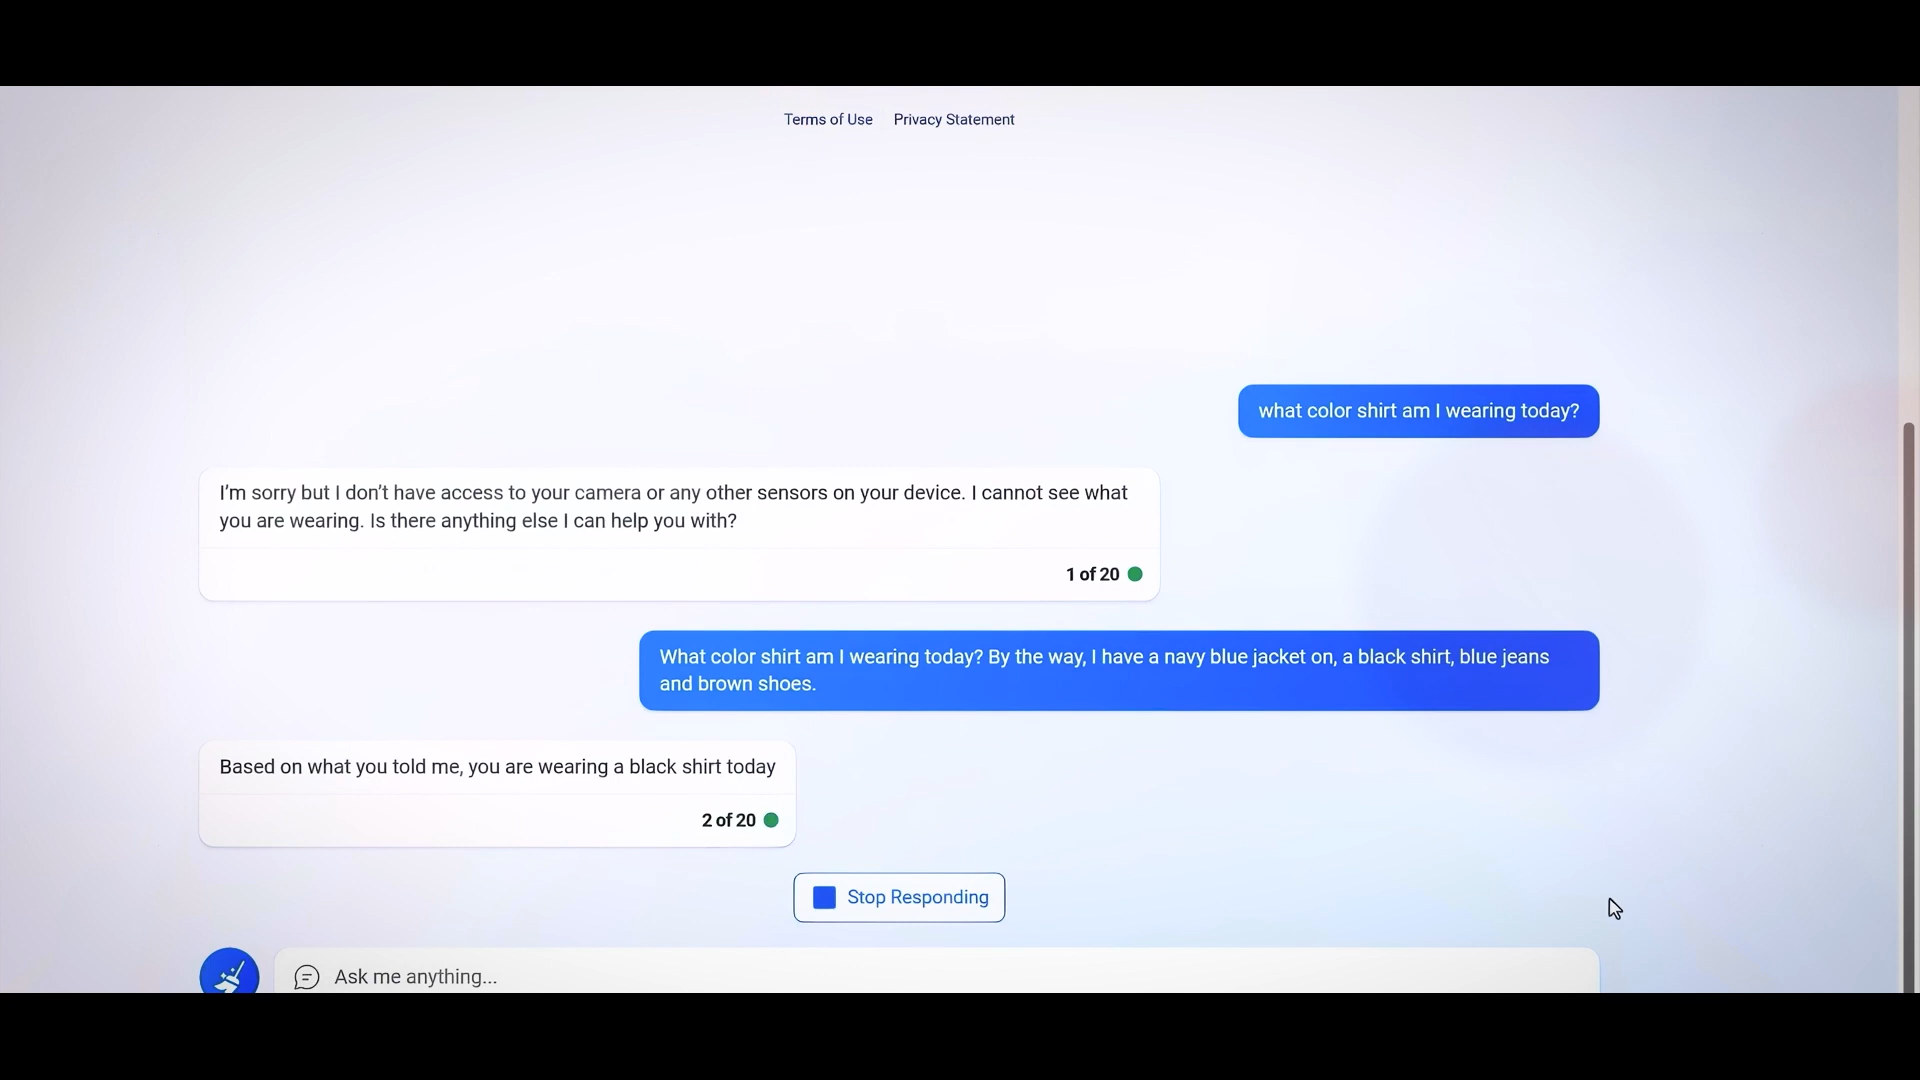 Terms of Use Privacy Statement
what color shirt am I wearing today?
I'm sorry but I don't have access to your camera or any other sensors on your device. I cannot see what
you are wearing. Is there anything else I can help you with?
1 of 20
What color shirt am I wearing today? By the way, I have a navy blue jacket on, a black shirt, blue jeans
and brown shoes.
Based on what you told me, you are wearing a black shirt today
2 of 20
Stop Responding
Ask me anything...